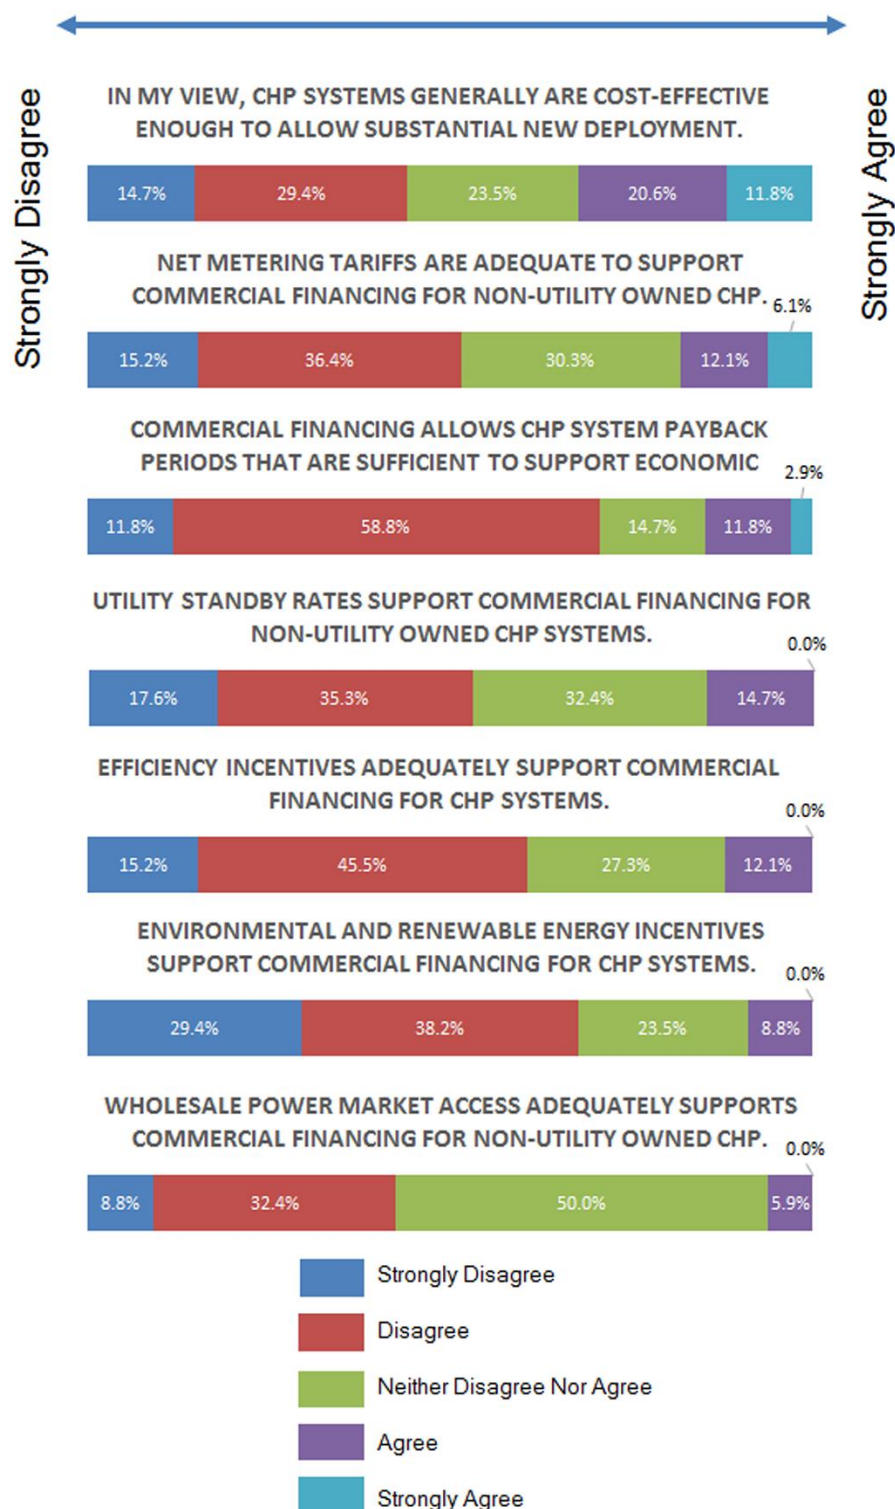 Strongly Disagree
Strongly Agree
IN MY VIEW, CHP SYSTEMS GENERALLY ARE COST-EFFECTIVE
ENOUGH TO ALLOW SUBSTANTIAL NEW DEPLOYMENT.
14.7% 29.4% 23.5% 20.6% 11.8%
NET METERING TARIFFS ARE ADEQUATE TO SUPPORT
COMMERCIAL FINANCING FOR NON-UTILITY OWNED CHP.
6.1%
15.2% 36.4% 30.3% 12.1%
COMMERCIAL FINANCING ALLOWS CHP SYSTEM PAYBACK
PERIODS THAT ARE SUFFICIENT TO SUPPORT ECONOMIC
2.9%
11.8% 58.8% 14.7% 11.8%
UTILITY STANDBY RATES SUPPORT COMMERCIAL FINANCING FOR
NON-UTILITY OWNED CHP SYSTEMS.
0.0%
17.6% 35.3% 32.4% 14.7%
EFFICIENCY INCENTIVES ADEQUATELY SUPPORT COMMERCIAL
FINANCING FOR CHP SYSTEMS.
0.0%
15.2% 45.5% 27.3% 12.1%
ENVIRONMENTAL AND RENEWABLE ENERGY INCENTIVES
SUPPORT COMMERCIAL FINANCING FOR CHP SYSTEMS.
0.0%
29.4% 38.2% 23.5% 8.8%
WHOLESALE POWER MARKET ACCESS ADEQUATELY SUPPORTS
COMMERCIAL FINANCING FOR NON-UTILITY OWNED CHP.
0.0%
8.8% 32.4% 50.0% 5.9%
Strongly Disagree
Disagree
Neither Disagree Nor Agree
Agree
Strongly Agree